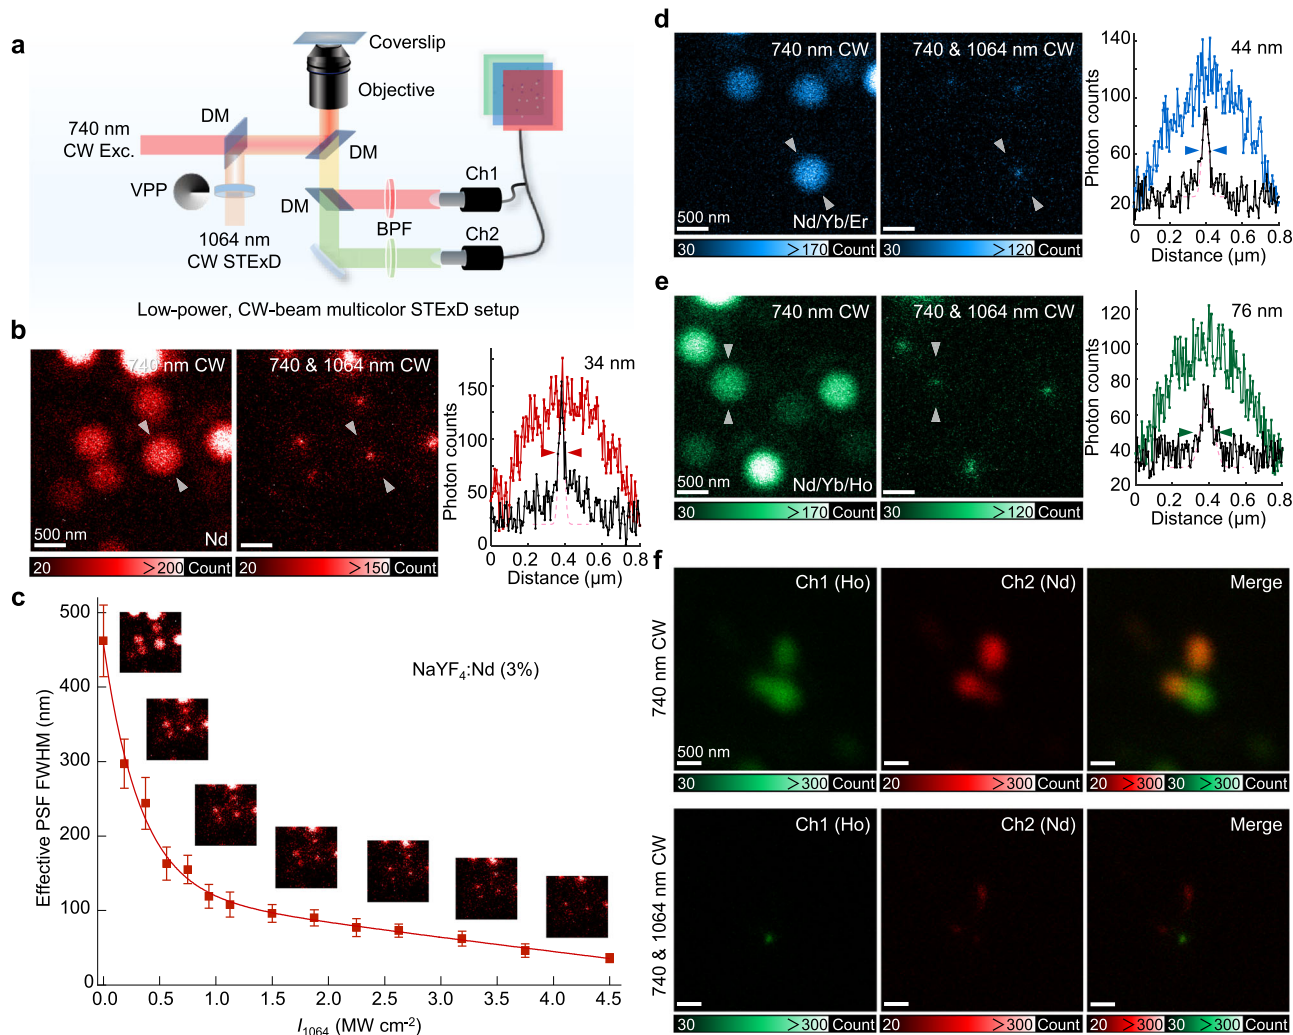 a
Coverslip
Objective
DM
740 nm
CW Exc.
DM
VPP
DM
Ch1
BPF
Ch2
1064 nm
CW STExD
Low-power, CW-beam multicolor STExD setup
b
740 nm CW
Nd
500 nm
20 >200 Count
740 & 1064 nm CW
20 >150 Count
34 nm
Photon counts
150
100
50
0
0 0.2 0.4 0.6 0.8
Distance (µm)
c
NaYF4:Nd (3%)
Effective PSF FWHM (nm)
500
400
300
200
100
0
0.0 0.5 1.0 1.5 2.0 2.5 3.0 3.5 4.0 4.5
I1064 (MW cm-2)
d
740 nm CW
Nd/Yb/Er
500 nm
30 >170 Count
740 & 1064 nm CW
30 >120 Count
44 nm
Photon counts
140
100
60
20
0 0.2 0.4 0.6 0.8
Distance (µm)
e
740 nm CW
Nd/Yb/Ho
500 nm
30 >170 Count
740 & 1064 nm CW
30 >120 Count
76 nm
Photon counts
120
100
80
60
40
20
0 0.2 0.4 0.6 0.8
Distance (µm)
f
740 nm CW
Ch1 (Ho)
500 nm
30 >300 Count
Ch2 (Nd)
20 >300 Count
Merge
20 >300 30 >300 Count
740 & 1064 nm CW
Ch1 (Ho)
30 >300 Count
Ch2 (Nd)
20 >300 Count
Merge
20 >300 30 >300 Count